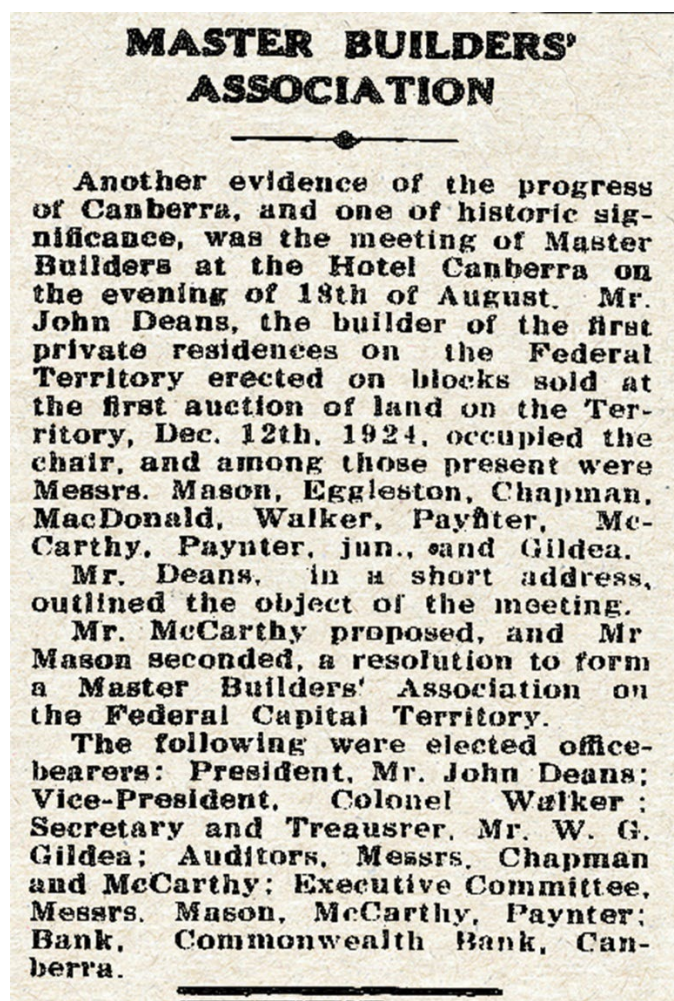 MASTER BUILDERS'
ASSOCIATION
Another evidence of the progress
of Canberra, and one of historic sig-
nificance, was the meeting of Master
Builders at the Hotel Canberra on
the evening of 18th of August. Mr.
John Deans, the builder of the first
private residences on the Federal
Territory erected on blocks sold at
the first auction of land on the Ter-
ritory, Dec. 12th, 1924, occupied the
chair, and among those present were
Messrs. Mason, Eggleston, Chapman,
MacDonald, Walker, Paynter, Mc-
Carthy, Paynter, jun., and Gildea.
Mr. Deans, in a short address,
outlined the object of the meeting.
Mr. McCarthy proposed, and Mr
Mason seconded, a resolution to form
a Master Builders' Association on
the Federal Capital Territory.
The following were elected office-
bearers: President, Mr. John Deans;
Vice-President, Colonel Walker;
Secretary and Treausrer, Mr. W. G.
Gildea; Auditors, Messrs. Chapman
and McCarthy; Executive Committee,
Messrs. Mason, McCarthy, Paynter;
Bank, Commonwealth Bank, Can-
berra.